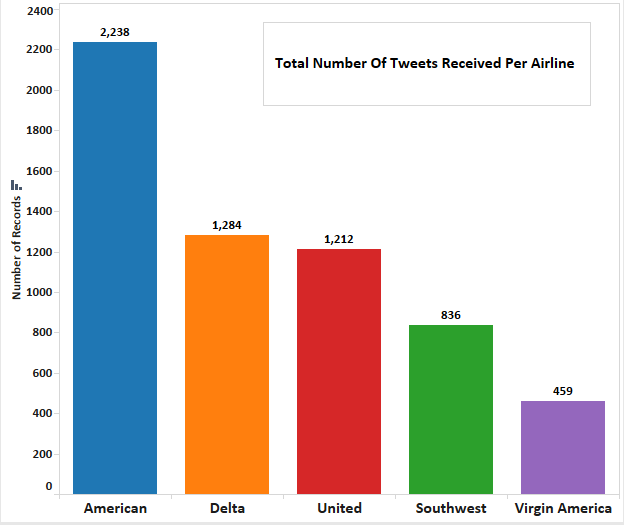 Total Number Of Tweets Received Per Airline
Number of Records
2400
2200
2000
1800
1600
1400
1200
1000
800
600
400
200
0
2,238
1,284
1,212
836
459
American
Delta
United
Southwest
Virgin America